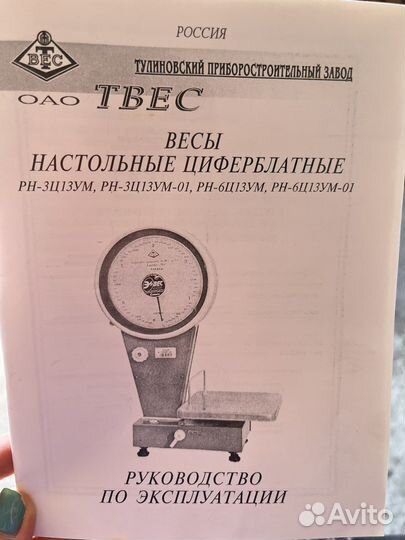 РОССИЯ
ТВЕС
ТУЛИНОВСКИЙ ПРИБОРОСТРОИТЕЛЬНЫЙ ЗАВОД
ОАО ТВЕС
ВЕСЫ
НАСТОЛЬНЫЕ ЦИФЕРБЛАТНЫЕ
РН-3Ц13УМ, РН-3Ц13УМ-01, РН-6Ц13УМ, РН-6Ц13УМ-01
РУКОВОДСТВО
ПО ЭКСПЛУАТАЦИИ
Avito